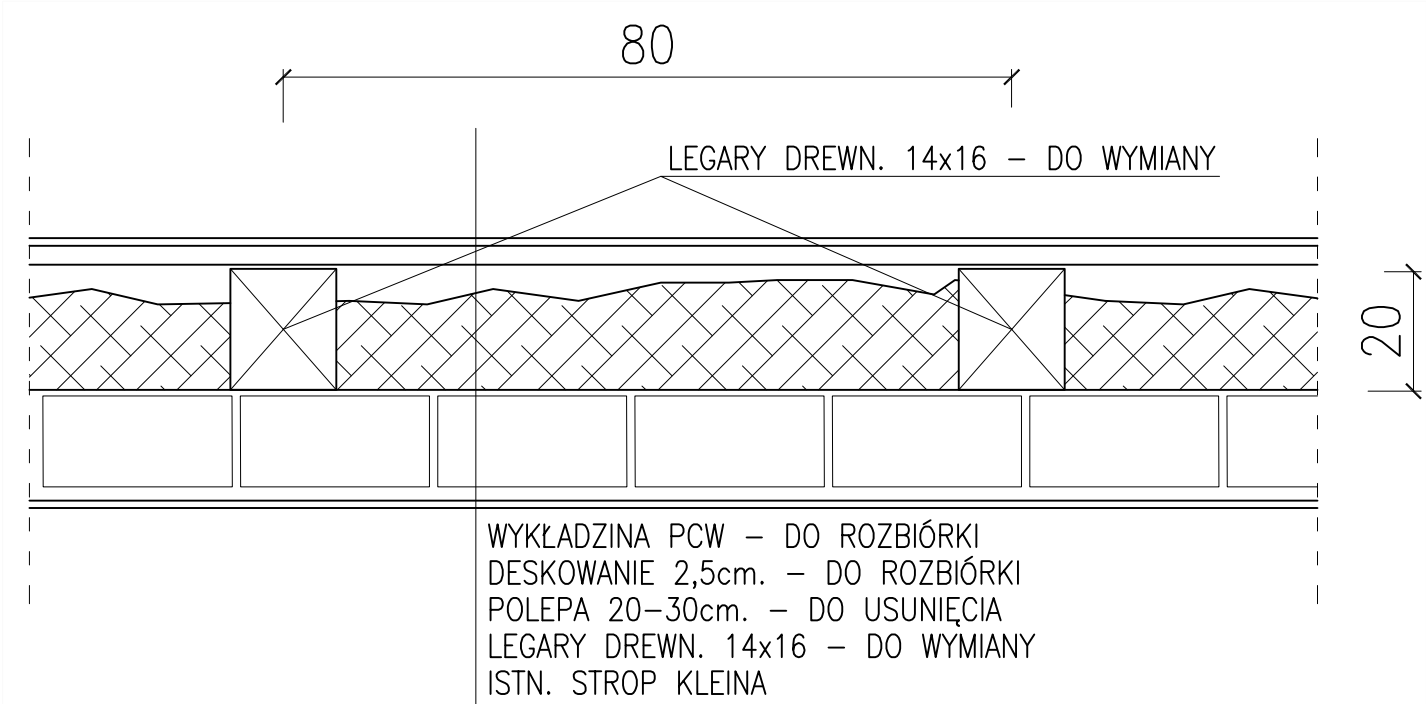 80
LEGARY DREWN. 14x16 – DO WYMIANY
20
WYKŁADZINA PCW – DO ROZBIÓRKI
DESKOWANIE 2,5cm. – DO ROZBIÓRKI
POLEPA 20–30cm. – DO USUNIĘCIA
LEGARY DREWN. 14x16 – DO WYMIANY
ISTN. STROP KLEINA